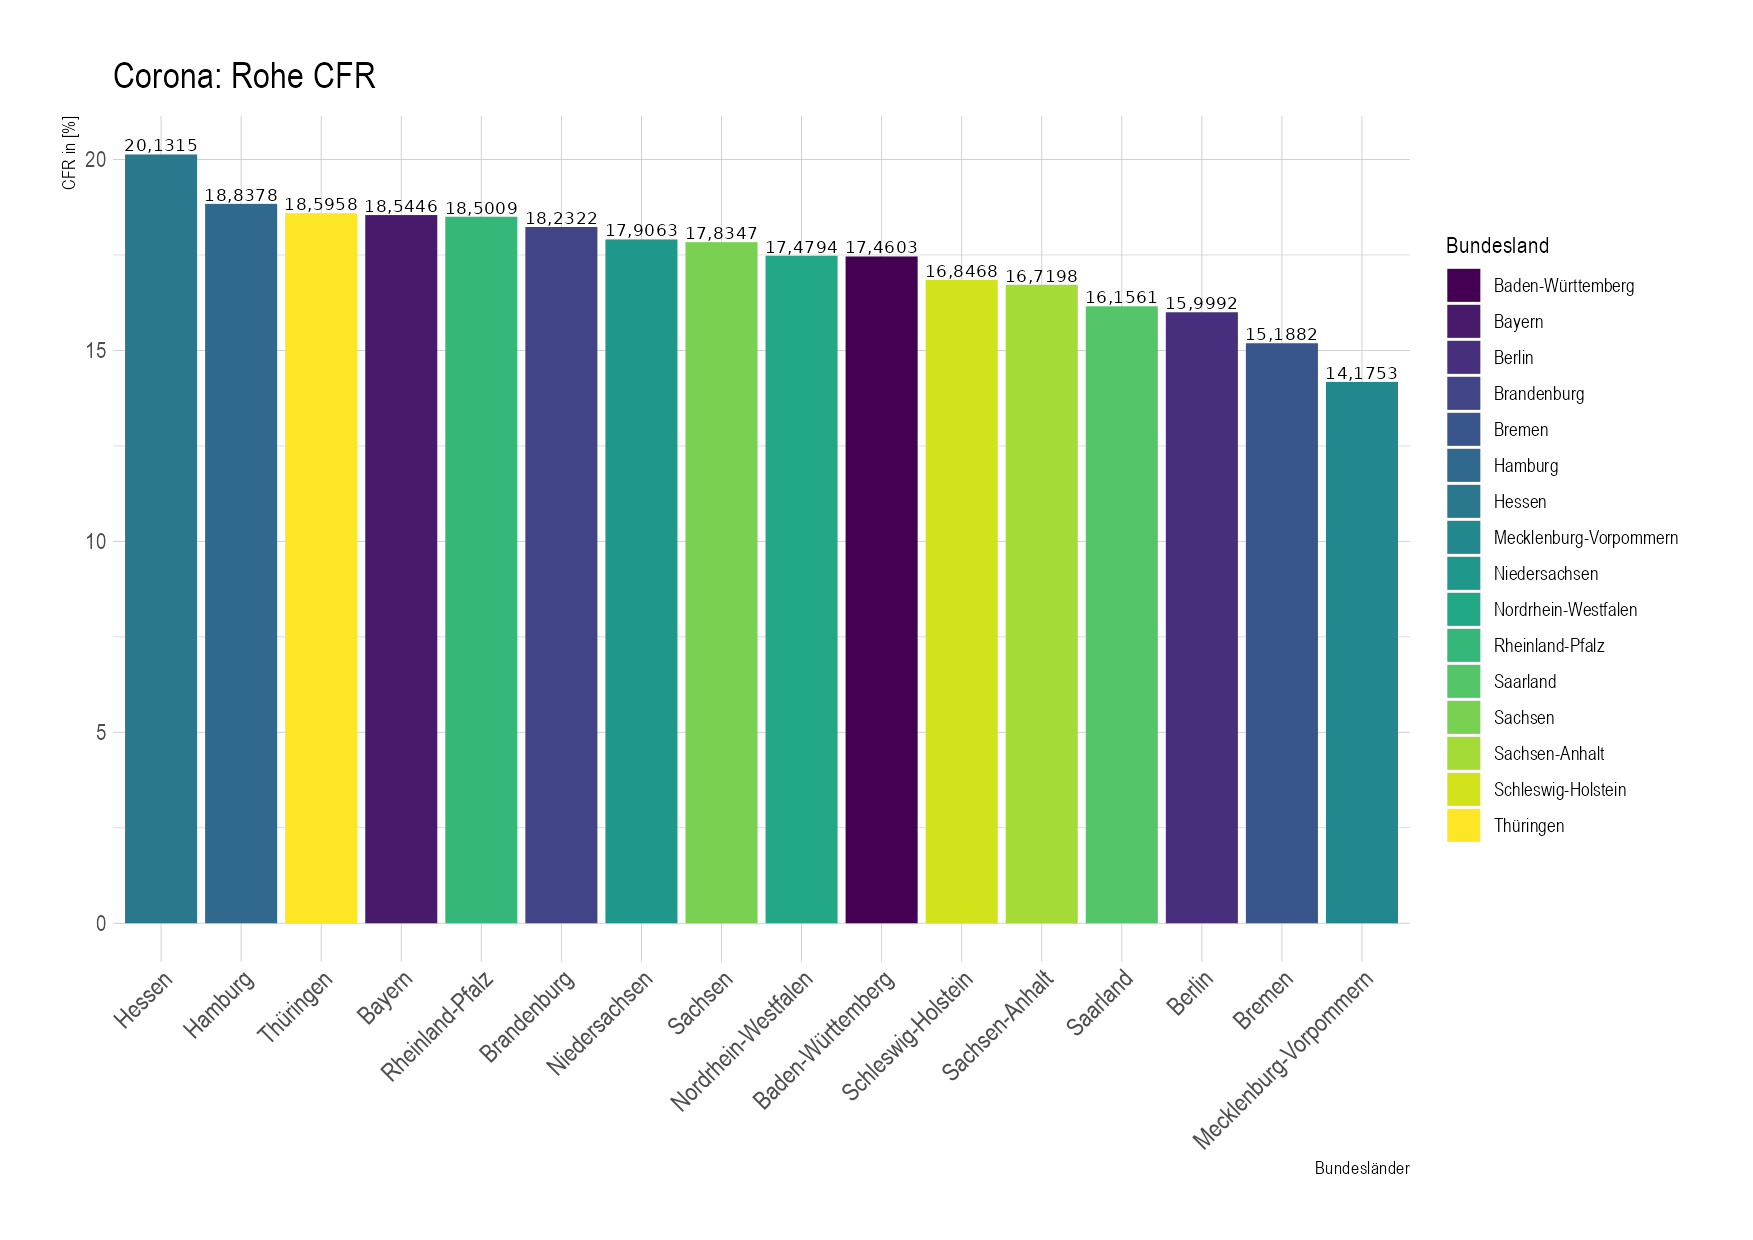 Corona: Rohe CFR
CFR in [%]
20
15
10
5
0
20,1315
18,8378
18,5958
18,5446
18,5009
18,2322
17,9063
17,8347
17,4794
17,4603
16,8468
16,7198
16,1561
15,9992
15,1882
14,1753
Hessen
Hamburg
Thüringen
Bayern
Rheinland-Pfalz
Brandenburg
Niedersachsen
Sachsen
Nordrhein-Westfalen
Baden-Württemberg
Schleswig-Holstein
Sachsen-Anhalt
Saarland
Berlin
Bremen
Mecklenburg-Vorpommern
Bundesländer
Bundesland
Baden-Württemberg
Bayern
Berlin
Brandenburg
Bremen
Hamburg
Hessen
Mecklenburg-Vorpommern
Niedersachsen
Nordrhein-Westfalen
Rheinland-Pfalz
Saarland
Sachsen
Sachsen-Anhalt
Schleswig-Holstein
Thüringen